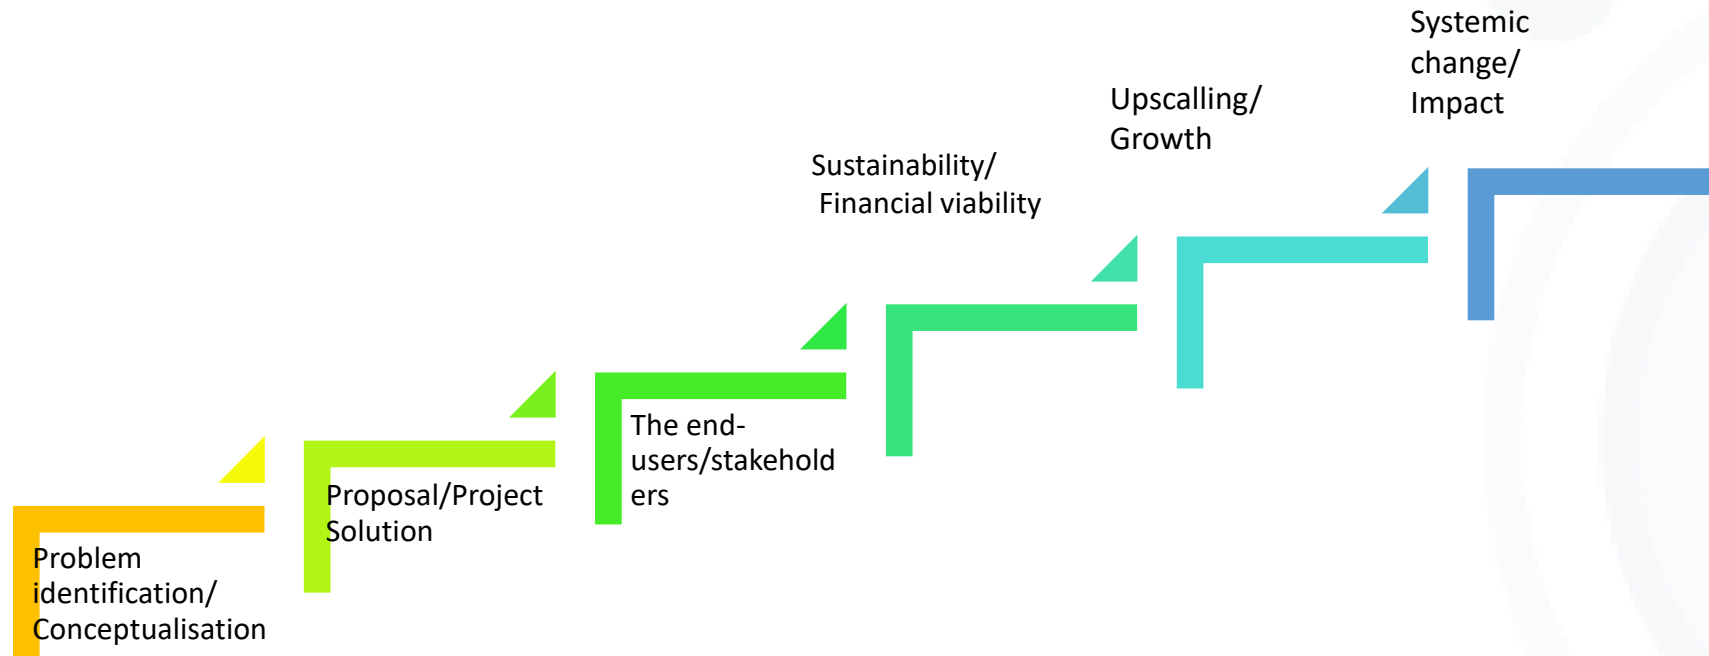 Problem
identification/
Conceptualisation
Proposal/Project
Solution
The end-
users/stakehold
ers
Sustainability/
Financial viability
Upscalling/
Growth
Systemic
change/
Impact